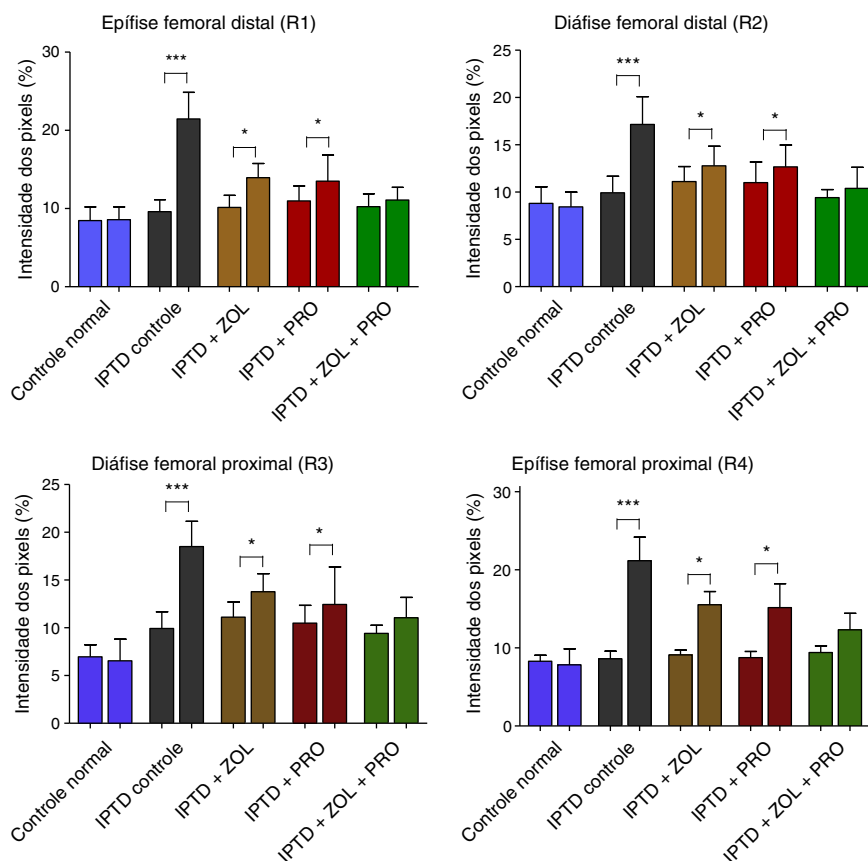 Epífise femoral distal (R1)
Intensidade dos pixels (%)
30
20
10
0
***
*
*
Controle normal
IPTD controle
IPTD + ZOL
IPTD + PRO
IPTD + ZOL + PRO
Diáfise femoral distal (R2)
Intensidade dos pixels (%)
25
20
15
10
5
0
***
*
*
Controle normal
IPTD controle
IPTD + ZOL
IPTD + PRO
IPTD + ZOL + PRO
Diáfise femoral proximal (R3)
Intensidade dos pixels (%)
25
20
15
10
5
0
***
*
*
Controle normal
IPTD controle
IPTD + ZOL
IPTD + PRO
IPTD + ZOL + PRO
Epífise femoral proximal (R4)
Intensidade dos pixels (%)
30
20
10
0
***
*
*
Controle normal
IPTD controle
IPTD + ZOL
IPTD + PRO
IPTD + ZOL + PRO